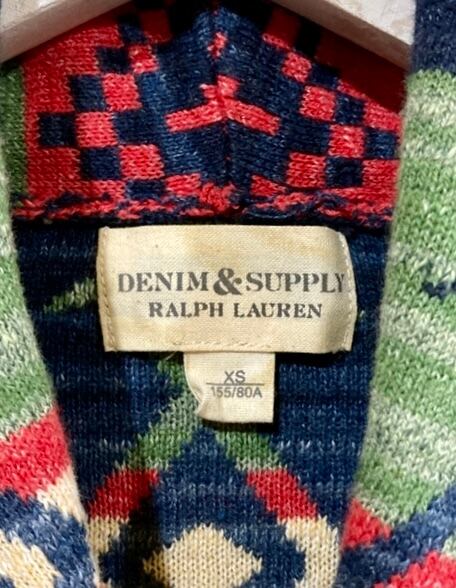 DENIM & SUPPLY
RALPH LAUREN
XS
155/80A